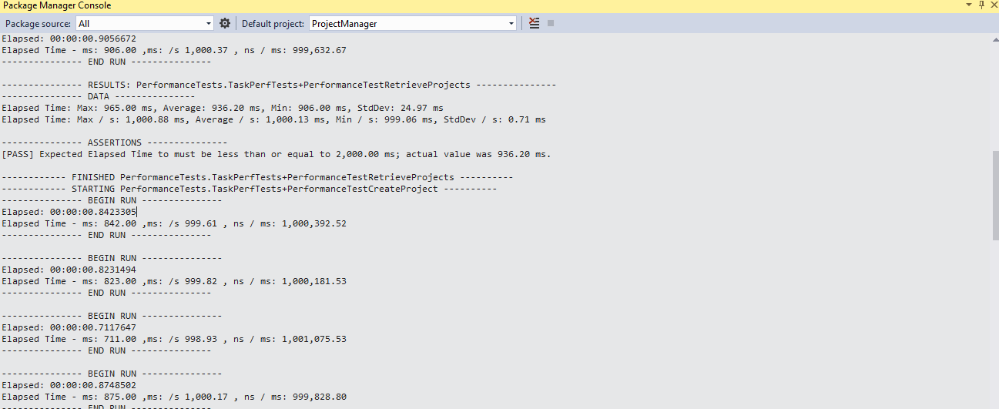 Package Manager Console
Package source: All Default project: ProjectManager
Elapsed: 00:00:00.9056672
Elapsed Time - ms: 906.00 ,ms: /s 1,000.37 , ns / ms: 999,632.67
--------------- END RUN ---------------
--------------- RESULTS: PerformanceTests.TaskPerfTests+PerformanceTestRetrieveProjects ---------------
--------------- DATA ---------------
Elapsed Time: Max: 965.00 ms, Average: 936.20 ms, Min: 906.00 ms, StdDev: 24.97 ms
Elapsed Time: Max / s: 1,000.88 ms, Average / s: 1,000.13 ms, Min / s: 999.06 ms, StdDev / s: 0.71 ms
--------------- ASSERTIONS ---------------
[PASS] Expected Elapsed Time to must be less than or equal to 2,000.00 ms; actual value was 936.20 ms.
------------ FINISHED PerformanceTests.TaskPerfTests+PerformanceTestRetrieveProjects ----------
------------ STARTING PerformanceTests.TaskPerfTests+PerformanceTestCreateProject ----------
--------------- BEGIN RUN ---------------
Elapsed: 00:00:00.8423305
Elapsed Time - ms: 842.00 ,ms: /s 999.61 , ns / ms: 1,000,392.52
--------------- END RUN ---------------
--------------- BEGIN RUN ---------------
Elapsed: 00:00:00.8231494
Elapsed Time - ms: 823.00 ,ms: /s 999.82 , ns / ms: 1,000,181.53
--------------- END RUN ---------------
--------------- BEGIN RUN ---------------
Elapsed: 00:00:00.7117647
Elapsed Time - ms: 711.00 ,ms: /s 998.93 , ns / ms: 1,001,075.53
--------------- END RUN ---------------
--------------- BEGIN RUN ---------------
Elapsed: 00:00:00.8748502
Elapsed Time - ms: 875.00 ,ms: /s 1,000.17 , ns / ms: 999,828.80
--------------- END RUN ---------------